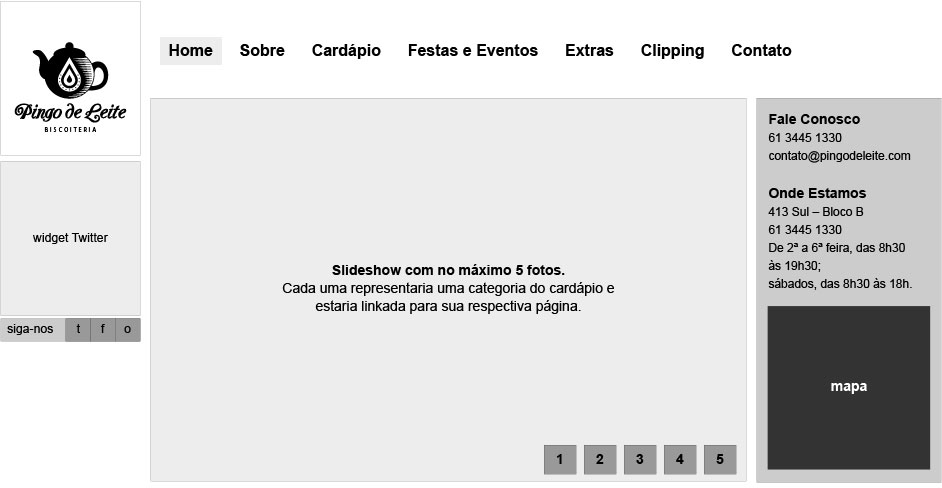 Pingo de Leite
BISCOITERIA
Home Sobre Cardápio Festas e Eventos Extras Clipping Contato
widget Twitter
siga-nos t f o
Slideshow com no máximo 5 fotos.
Cada uma representaria uma categoria do cardápio e
estaria linkada para sua respectiva página.
1 2 3 4 5
Fale Conosco
61 3445 1330
contato@pingodeleite.com
Onde Estamos
413 Sul – Bloco B
61 3445 1330
De 2ª a 6ª feira, das 8h30
às 19h30;
sábados, das 8h30 às 18h.
mapa